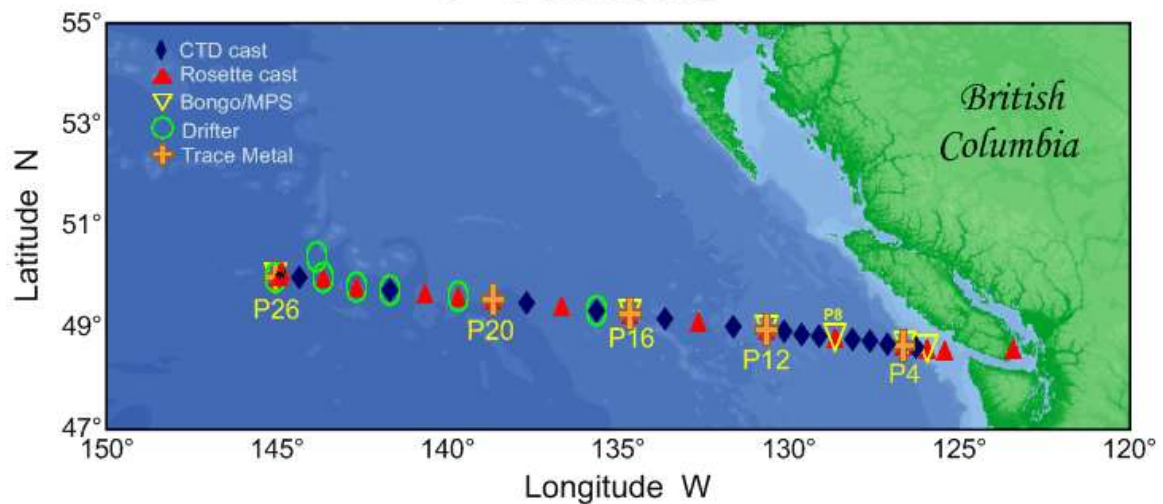 55°
53°
51°
49°
47°
Latitude N
CTD cast
Rosette cast
Bongo/MPS
Drifter
Trace Metal
British
Columbia
P26
P20
P16
P12
P8
P4
150°
145°
140°
135°
130°
125°
120°
Longitude W